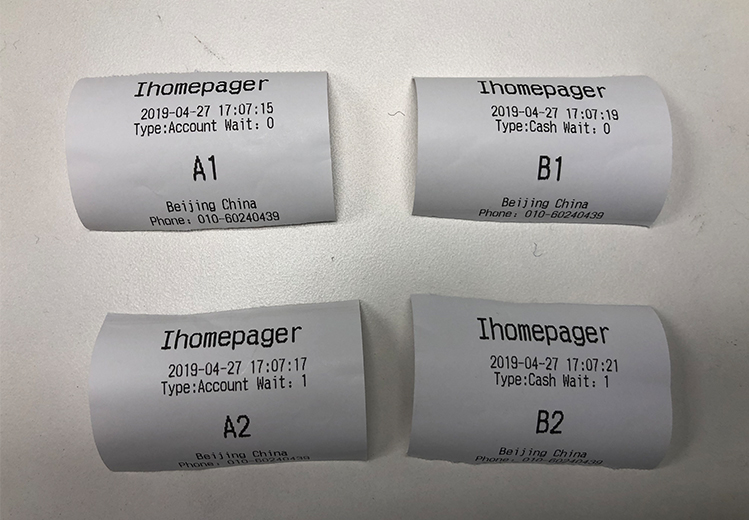 Ihomepager
2019-04-27 17:07:15
Type:Account Wait: 0
A1
Beijing China
Phone: 010-60240439
Ihomepager
2019-04-27 17:07:19
Type:Cash Wait: 0
B1
Beijing China
Phone: 010-60240439
Ihomepager
2019-04-27 17:07:17
Type:Account Wait: 1
A2
Beijing China
Phone: 010-60240439
Ihomepager
2019-04-27 17:07:21
Type:Cash Wait: 1
B2
Beijing China
Phone: 010-60240439